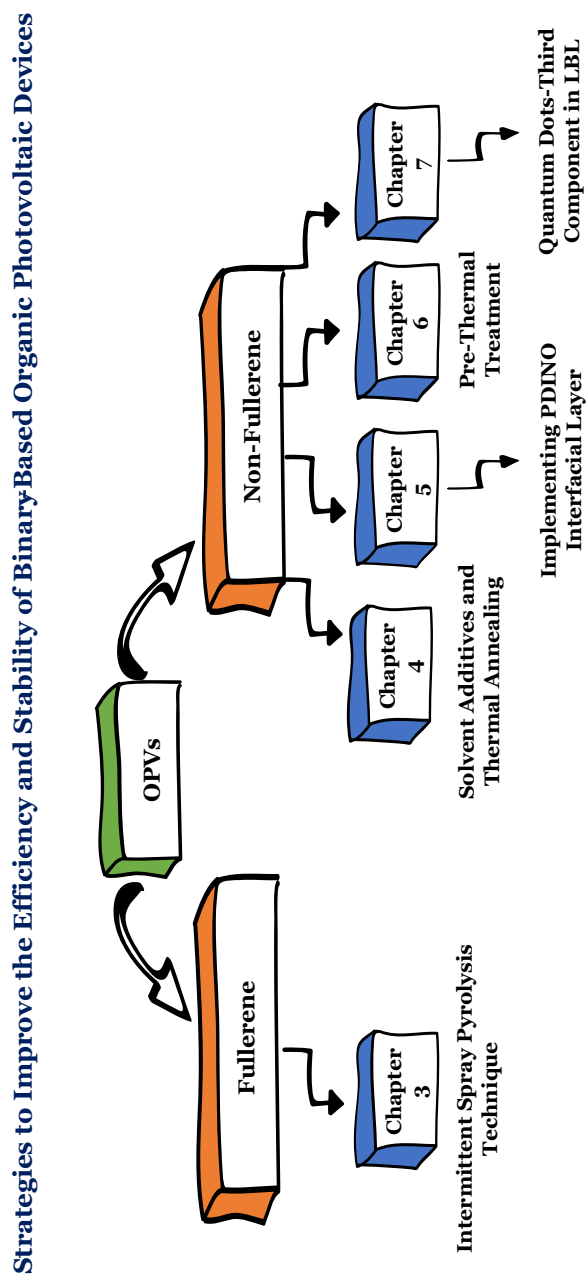 Strategies to Improve the Efficiency and Stability of Binary-Based Organic Photovoltaic Devices
OPVs
Fullerene
Non-Fullerene
Chapter
3
Chapter
4
Chapter
5
Chapter
6
Chapter
7
Intermittent Spray Pyrolysis
Technique
Solvent Additives and
Thermal Annealing
Implementing PDINO
Interfacial Layer
Pre-Thermal
Treatment
Quantum Dots-Third
Component in LBL